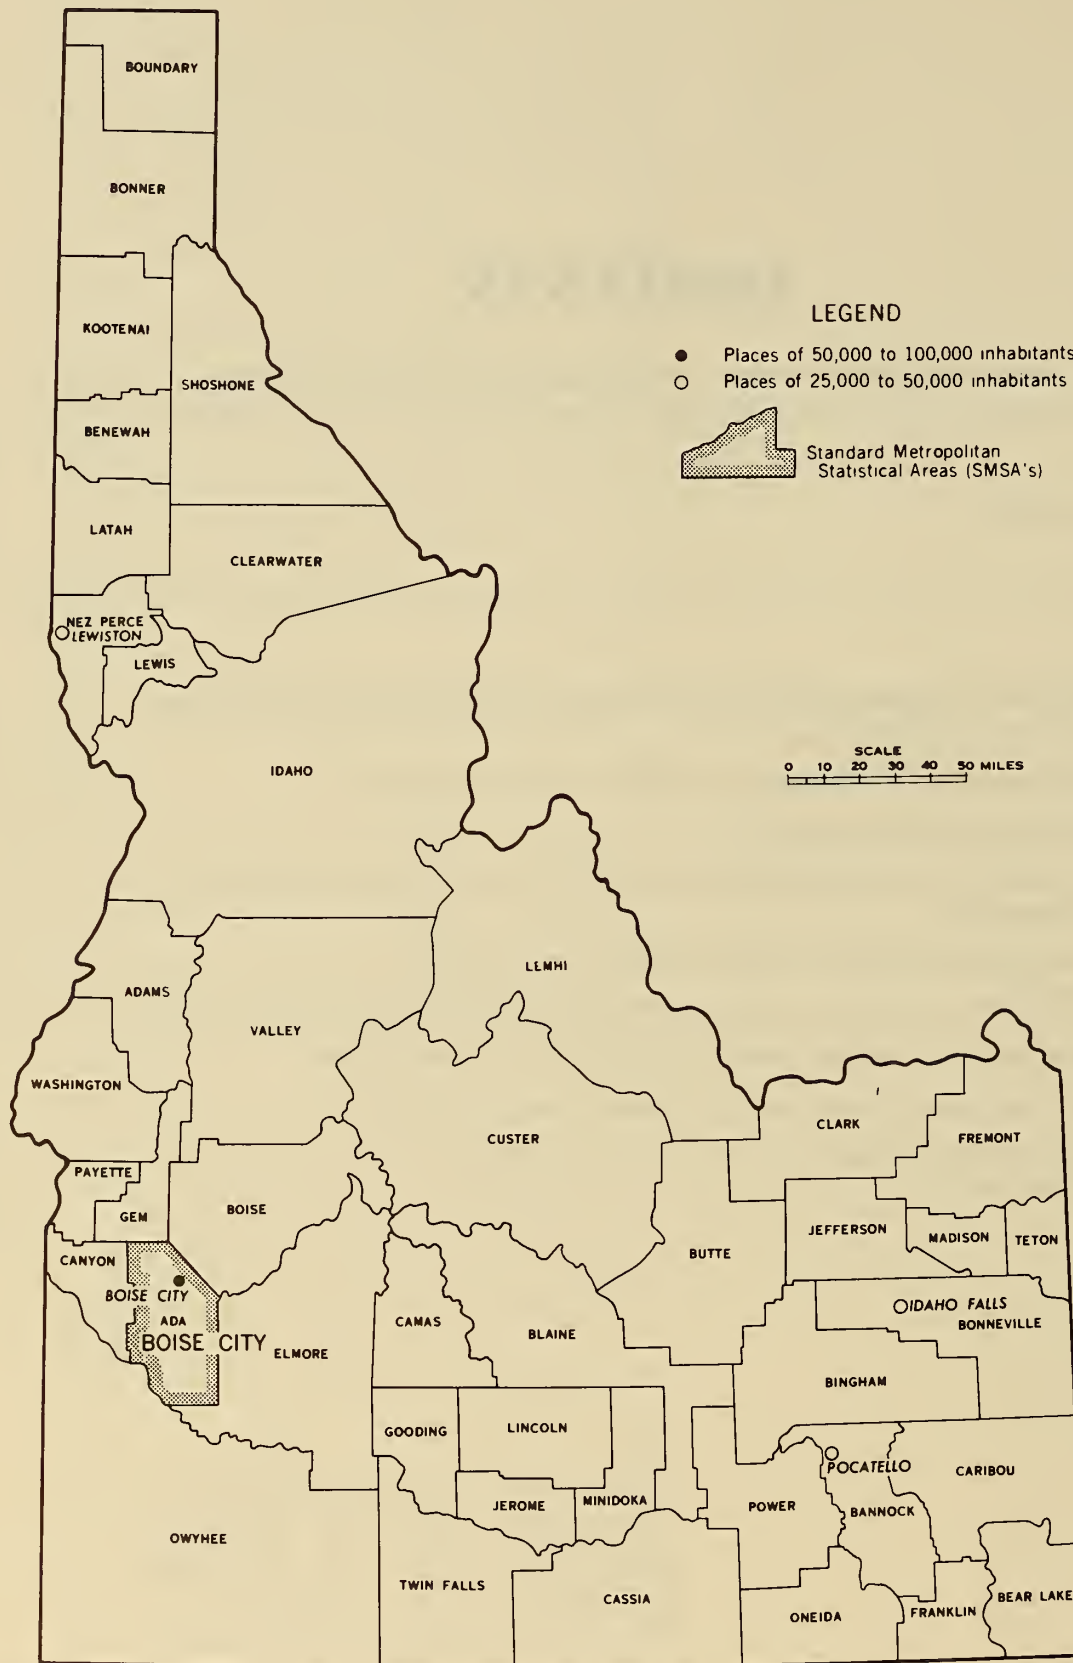 BOUNDARY
BONNER
KOOTENAI
SHOSHONE
BENEWAH
LATAH
CLEARWATER
NEZ PERCE
LEWISTON
LEWIS
IDAHO
LEGEND
Places of 50,000 to 100,000 inhabitants
Places of 25,000 to 50,000 inhabitants
Standard Metropolitan
Statistical Areas (SMSA's)
SCALE
0 10 20 30 40 50 MILES
LEMHI
ADAMS
VALLEY
WASHINGTON
CUSTER
CLARK
FREMONT
PAYETTE
GEM
BOISE
BUTTE
JEFFERSON
MADISON
TETON
CANYON
BOISE CITY
ADA
BOISE CITY
ELMORE
CAMAS
BLAINE
IDAHO FALLS
BONNEVILLE
BINGHAM
GOODING
LINCOLN
JEROME
MINIDOKA
POWER
POCATELLO
BANNOCK
CARIBOU
OWYHEE
TWIN FALLS
CASSIA
ONEIDA
FRANKLIN
BEAR LAKE